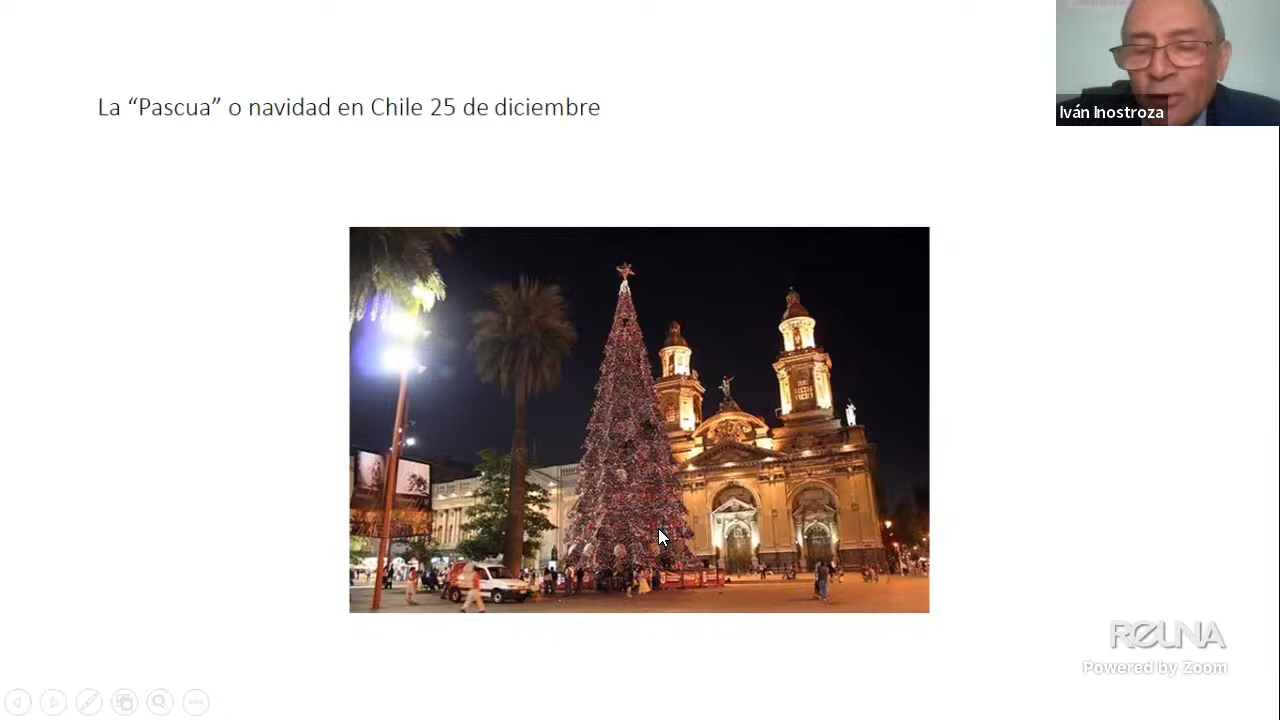 La “Pascua” o navidad en Chile 25 de diciembre
Iván Inostroza
REUNA
Powered by Zoom